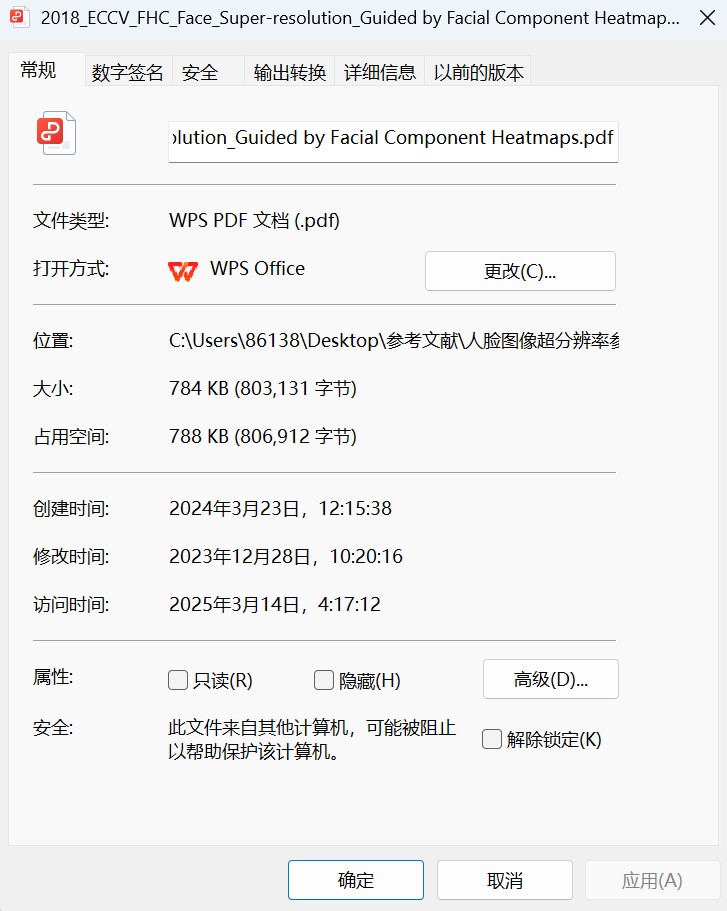 2018_ECCV_FHC_Face_Super-resolution_Guided by Facial Component Heatmap...
常规
数字签名
安全
输出转换
详细信息
以前的版本
olution_Guided by Facial Component Heatmaps.pdf
文件类型:
WPS PDF 文档 (.pdf)
打开方式:
WPS Office
更改(C)...
位置:
C:\Users\86138\Desktop\参考文献\人脸图像超分辨率参
大小:
784 KB (803,131 字节)
占用空间:
788 KB (806,912 字节)
创建时间:
2024年3月23日，12:15:38
修改时间:
2023年12月28日，10:20:16
访问时间:
2025年3月14日，4:17:12
属性:
只读(R)
隐藏(H)
高级(D)...
安全:
此文件来自其他计算机，可能被阻止
以帮助保护该计算机。
解除锁定(K)
确定
取消
应用(A)